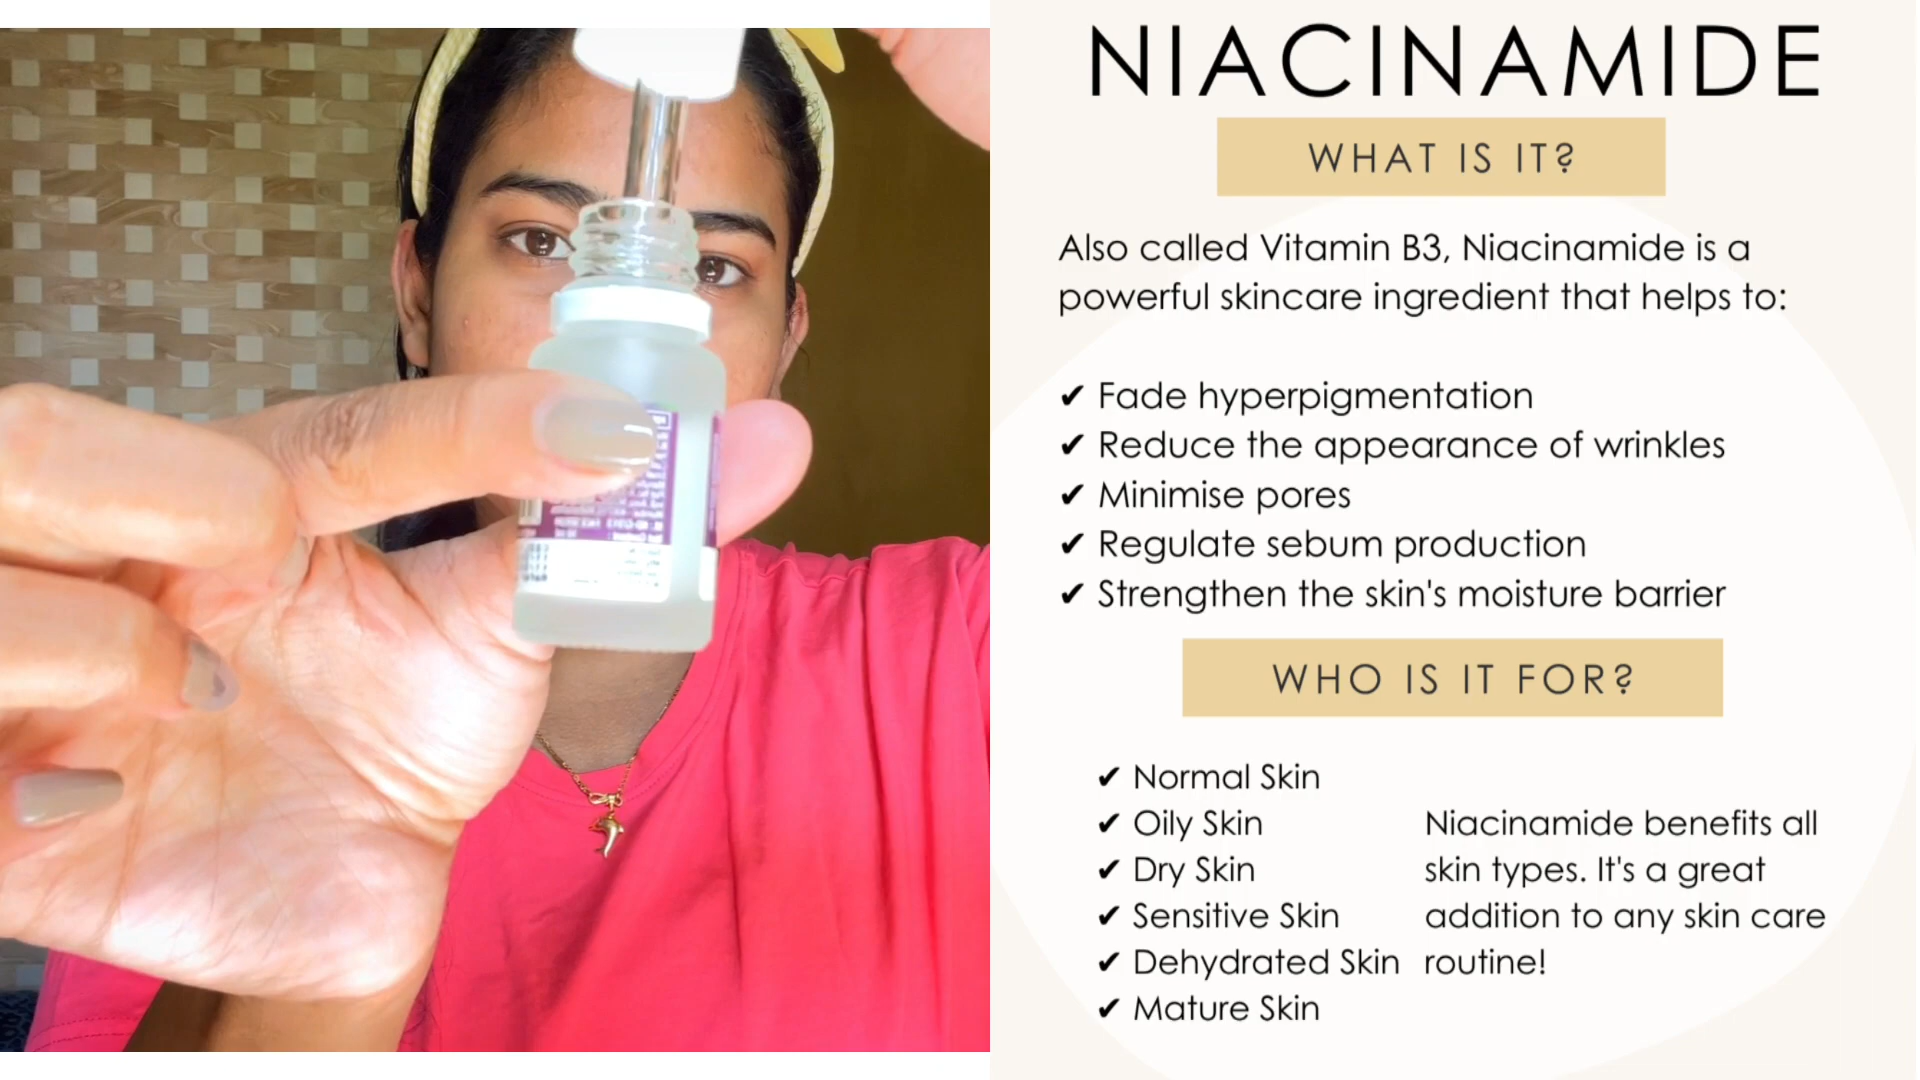 NIACINAMIDE
WHAT IS IT?
Also called Vitamin B3, Niacinamide is a
powerful skincare ingredient that helps to:
✔ Fade hyperpigmentation
✔ Reduce the appearance of wrinkles
✔ Minimise pores
✔ Regulate sebum production
✔ Strengthen the skin's moisture barrier
WHO IS IT FOR?
✔ Normal Skin
✔ Oily Skin
✔ Dry Skin
✔ Sensitive Skin
✔ Dehydrated Skin
✔ Mature Skin
Niacinamide benefits all
skin types. It's a great
addition to any skin care
routine!